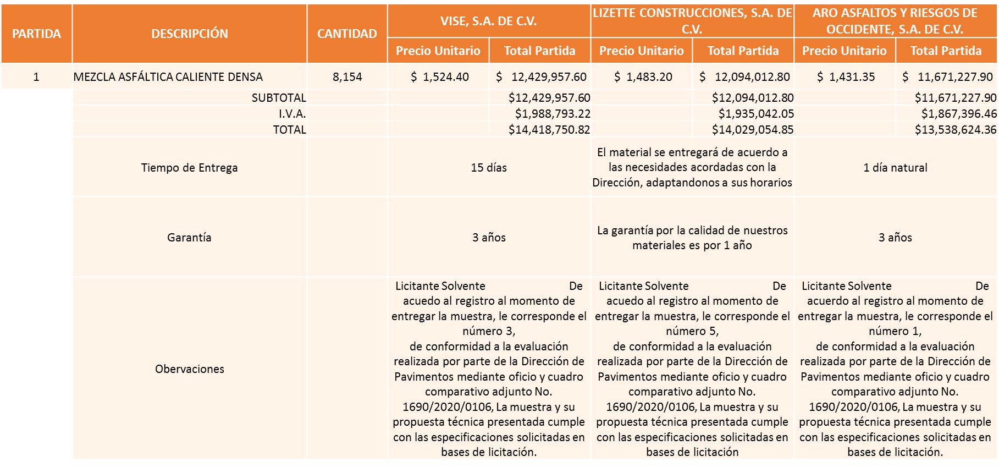 PARTIDA DESCRIPCIÓN CANTIDAD VISE, S.A. DE C.V. LIZETTE CONSTRUCCIONES, S.A. DE C.V. ARO ASFALTOS Y RIESGOS DE OCCIDENTE, S.A. DE C.V.
Precio Unitario Total Partida Precio Unitario Total Partida Precio Unitario Total Partida
1 MEZCLA ASFÁLTICA CALIENTE DENSA 8,154 $ 1,524.40 $ 12,429,957.60 $ 1,483.20 $ 12,094,012.80 $ 1,431.35 $ 11,671,227.90
SUBTOTAL $12,429,957.60 $12,094,012.80 $11,671,227.90
I.V.A. $1,988,793.22 $1,935,042.05 $1,867,396.46
TOTAL $14,418,750.82 $14,029,054.85 $13,538,624.36
Tiempo de Entrega
15 días
El material se entregará de acuerdo a
las necesidades acordadas con la
Dirección, adaptandonos a sus horarios
1 día natural
Garantía
3 años
La garantía por la calidad de nuestros
materiales es por 1 año
3 años
Obervaciones
Licitante Solvente De
acuedo al registro al momento de
entregar la muestra, le corresponde el
número 3,
de conformidad a la evaluación
realizada por parte de la Dirección de
Pavimentos mediante oficio y cuadro
comparativo adjunto No.
1690/2020/0106, La muestra y su
propuesta técnica presentada cumple
con las especificaciones solicitadas en
bases de licitación.
Licitante Solvente De
acuedo al registro al momento de
entregar la muestra, le corresponde el
número 5,
de conformidad a la evaluación
realizada por parte de la Dirección de
Pavimentos mediante oficio y cuadro
comparativo adjunto No.
1690/2020/0106, La muestra y su
propuesta técnica presentada cumple
con las especificaciones solicitadas en
bases de licitación
Licitante Solvente De
acuerdo al registro al momento de
entregar la muestra, le corresponde el
número 1,
de conformidad a la evaluación
realizada por parte de la Dirección de
Pavimentos mediante oficio y cuadro
comparativo adjunto No.
1690/2020/0106, La muestra y su
propuesta técnica presentada cumple
con las especificaciones solicitadas en
bases de licitación.